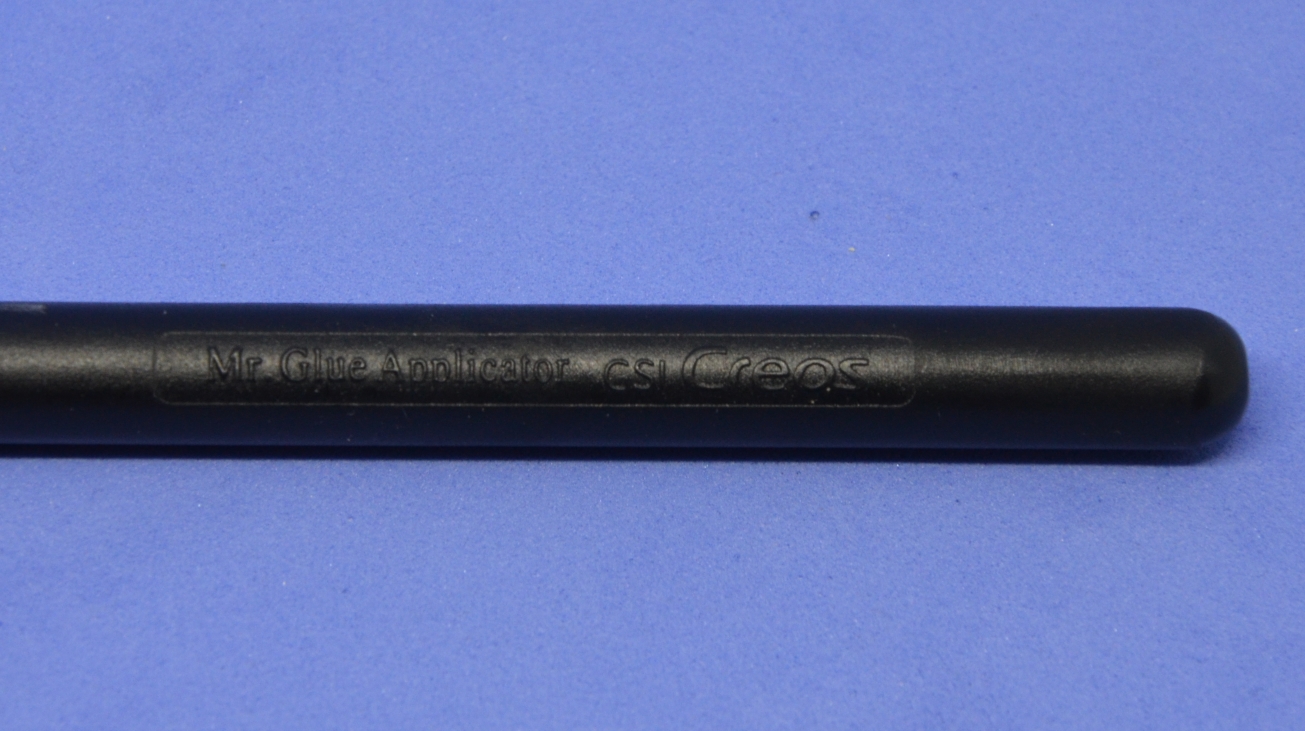 Mr. Glue Applicator GSI Creos